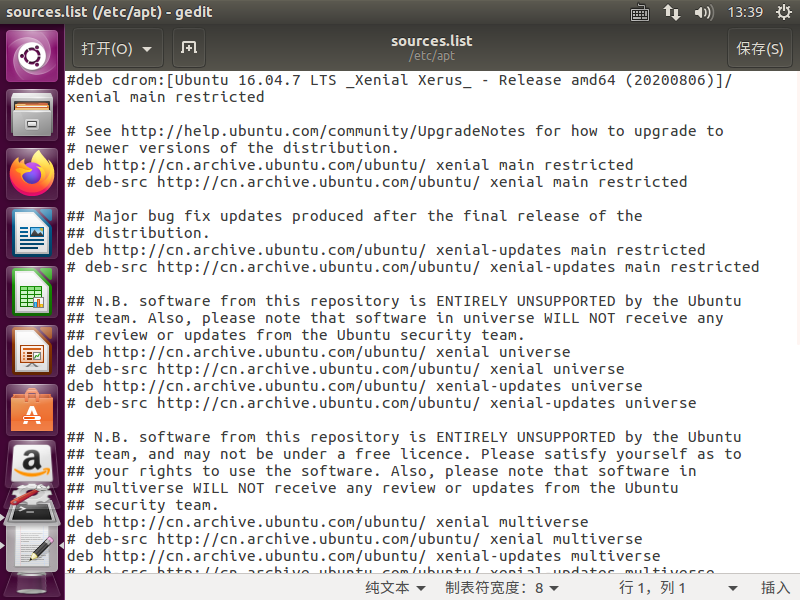 sources.list (/etc/apt) - gedit
13:39
打开(O)
sources.list
/etc/apt
保存(S)
#deb cdrom:[Ubuntu 16.04.7 LTS _Xenial Xerus_ - Release amd64 (20200806)]/
xenial main restricted
# See http://help.ubuntu.com/community/UpgradeNotes for how to upgrade to
# newer versions of the distribution.
deb http://cn.archive.ubuntu.com/ubuntu/ xenial main restricted
# deb-src http://cn.archive.ubuntu.com/ubuntu/ xenial main restricted
## Major bug fix updates produced after the final release of the
## distribution.
deb http://cn.archive.ubuntu.com/ubuntu/ xenial-updates main restricted
# deb-src http://cn.archive.ubuntu.com/ubuntu/ xenial-updates main restricted
## N.B. software from this repository is ENTIRELY UNSUPPORTED by the Ubuntu
## team. Also, please note that software in universe WILL NOT receive any
## review or updates from the Ubuntu security team.
deb http://cn.archive.ubuntu.com/ubuntu/ xenial universe
# deb-src http://cn.archive.ubuntu.com/ubuntu/ xenial universe
deb http://cn.archive.ubuntu.com/ubuntu/ xenial-updates universe
# deb-src http://cn.archive.ubuntu.com/ubuntu/ xenial-updates universe
## N.B. software from this repository is ENTIRELY UNSUPPORTED by the Ubuntu
## team, and may not be under a free licence. Please satisfy yourself as to
## your rights to use the software. Also, please note that software in
## multiverse WILL NOT receive any review or updates from the Ubuntu
## security team.
deb http://cn.archive.ubuntu.com/ubuntu/ xenial multiverse
# deb-src http://cn.archive.ubuntu.com/ubuntu/ xenial multiverse
deb http://cn.archive.ubuntu.com/ubuntu/ xenial-updates multiverse
# deb-src http://cn.archive.ubuntu.com/ubuntu/ xenial-updates multiverse
纯文本 制表符宽度：8 行 1，列 1 插入